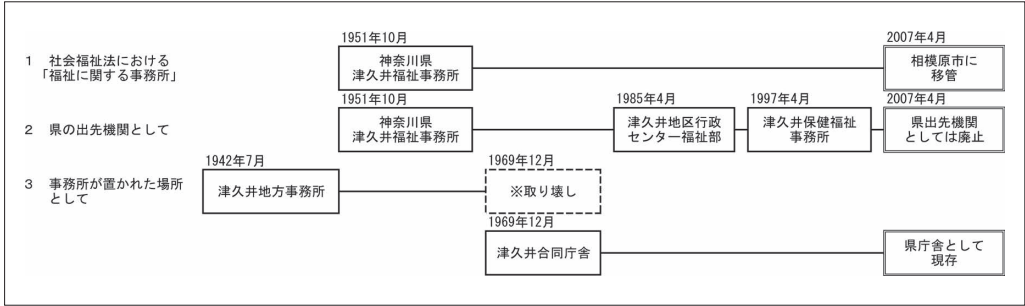 1951年10月
2007年4月
1 社会福祉法における
「福祉に関する事務所」
神奈川県
津久井福祉事務所
相模原市に
移管
1951年10月
1985年4月
1997年4月
2007年4月
2 県の出先機関として
神奈川県
津久井福祉事務所
津久井地区行政
センター福祉部
津久井保健福祉
事務所
県出先機関
としては廃止
1942年7月
1969年12月
3 事務所が置かれた場所
として
津久井地方事務所
※取り壊し
1969年12月
津久井合同庁舎
県庁舎として
現存